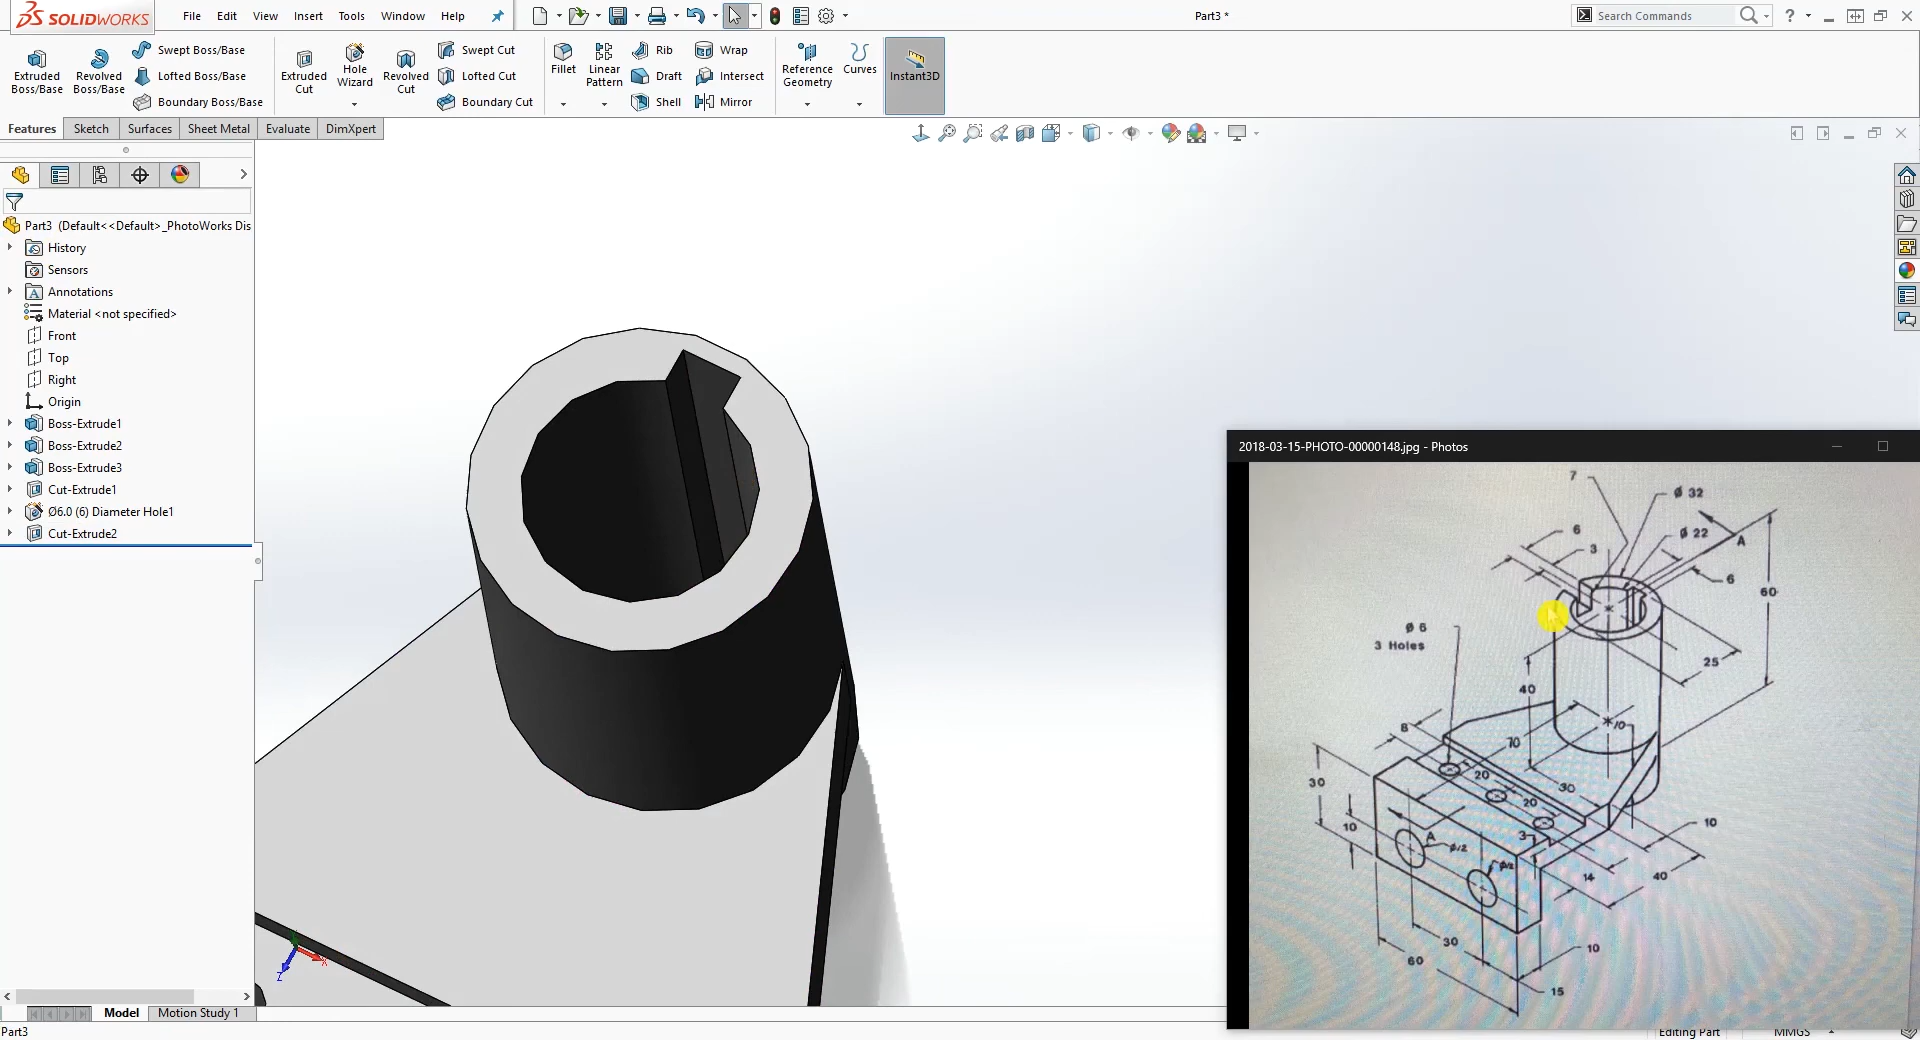 SOLIDWORKS
File Edit View Insert Tools Window Help
Part3 *
Search Commands
Extruded Boss/Base
Revolved Boss/Base
Swept Boss/Base
Lofted Boss/Base
Boundary Boss/Base
Extruded Cut
Hole Wizard
Revolved Cut
Swept Cut
Lofted Cut
Boundary Cut
Fillet
Linear Pattern
Rib
Draft
Shell
Wrap
Intersect
Mirror
Reference Geometry
Curves
Instant3D
Features Sketch Surfaces Sheet Metal Evaluate DimXpert
Part3 (Default<<Default>_PhotoWorks Dis
History
Sensors
Annotations
Material <not specified>
Front
Top
Right
Origin
Boss-Extrude1
Boss-Extrude2
Boss-Extrude3
Cut-Extrude1
Ø6.0 (6) Diameter Hole1
Cut-Extrude2
Z X
2018-03-15-PHOTO-00000148.jpg - Photos
7
Ø 32
6
Ø 22
A
3
6
60
Ø 6
3 Holes
25
40
10
8
70
30
20
30
20
10
10
3
A
Ø12
Ø12
14
40
30
10
60
15
Model Motion Study 1
Part3
Editing Part MMGS